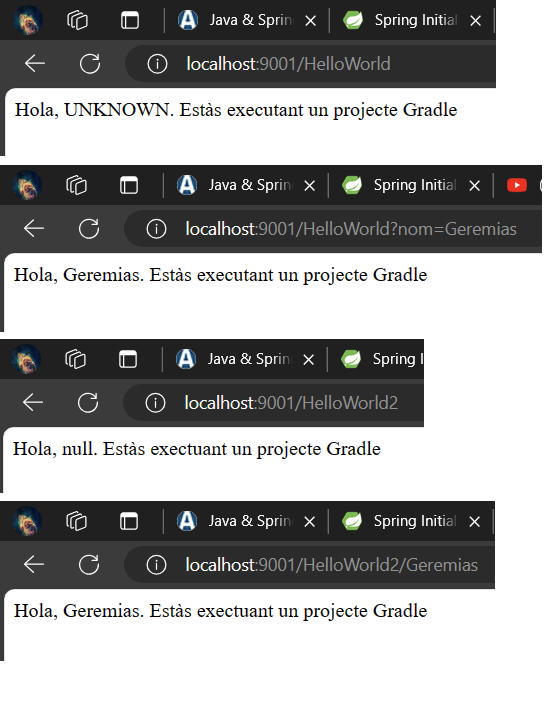 Java & Sprin
Spring Initial
localhost:9001/HelloWorld
Hola, UNKNOWN. Estàs executant un projecte Gradle
Java & Sprin
Spring Initial
localhost:9001/HelloWorld?nom=Geremias
Hola, Geremias. Estàs executant un projecte Gradle
Java & Sprin
Spring I
localhost:9001/HelloWorld2
Hola, null. Estàs exectuant un projecte Gradle
Java & Sprin
Spring Initial
localhost:9001/HelloWorld2/Geremias
Hola, Geremias. Estàs exectuant un projecte Gradle